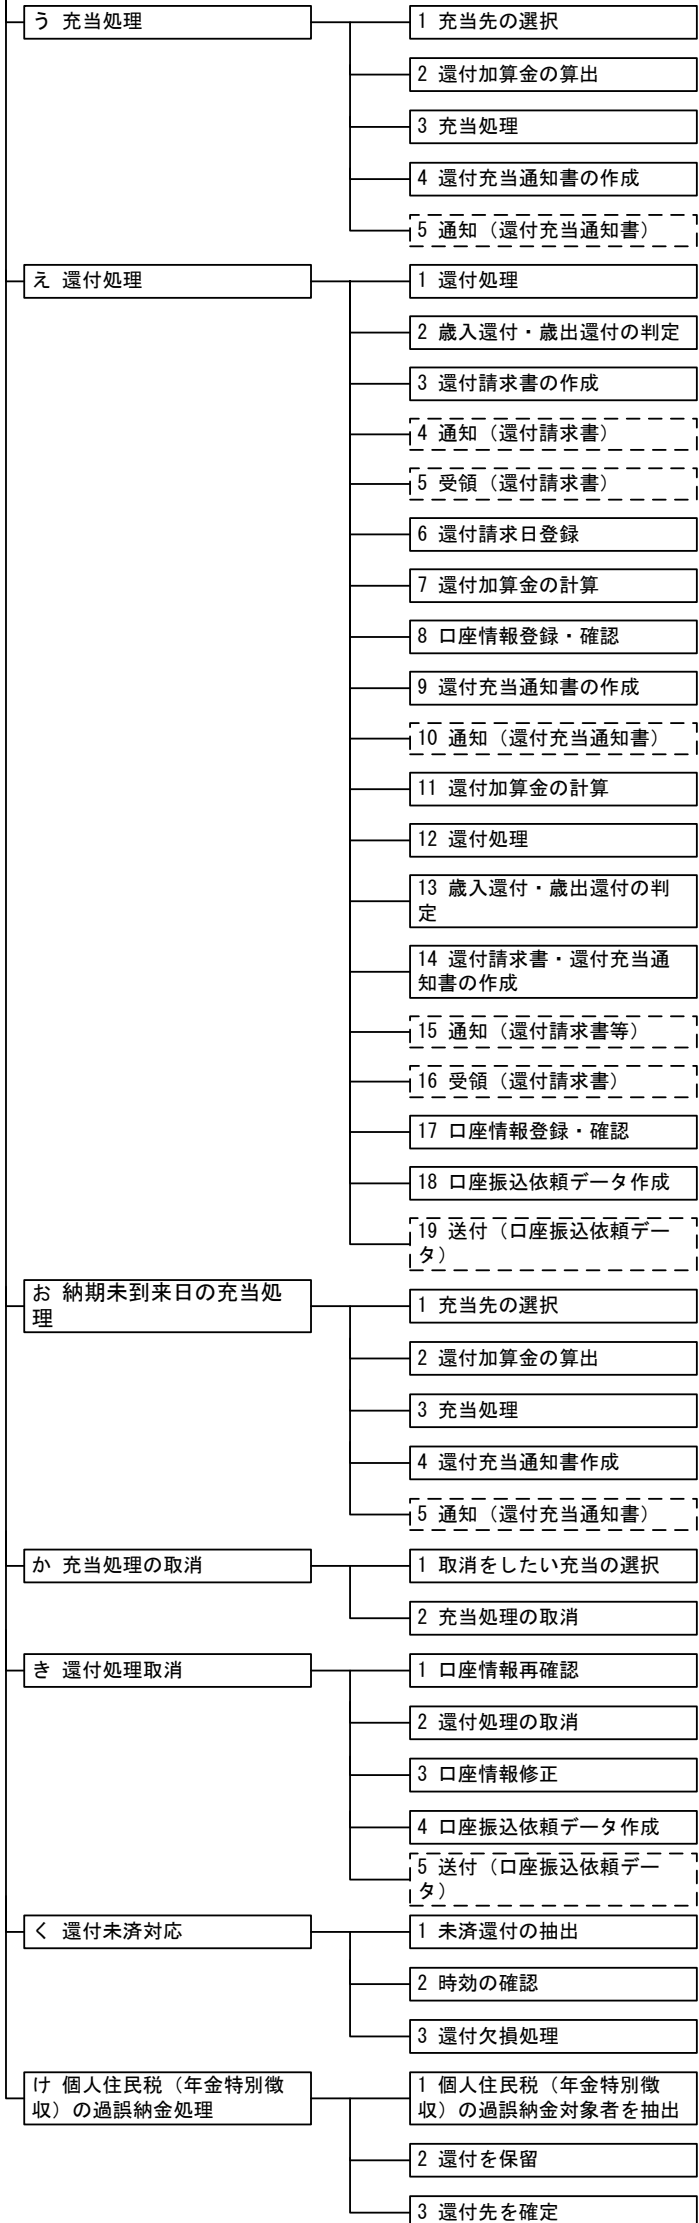 う 充当処理
1 充当先の選択
2 還付加算金の算出
3 充当処理
4 還付充当通知書の作成
5 通知（還付充当通知書）
え 還付処理
1 還付処理
2 歳入還付・歳出還付の判定
3 還付請求書の作成
4 通知（還付請求書）
5 受領（還付請求書）
6 還付請求日登録
7 還付加算金の計算
8 口座情報登録・確認
9 還付充当通知書の作成
10 通知（還付充当通知書）
11 還付加算金の計算
12 還付処理
13 歳入還付・歳出還付の判
定
14 還付請求書・還付充当通
知書の作成
15 通知（還付請求書等）
16 受領（還付請求書）
17 口座情報登録・確認
18 口座振込依頼データ作成
19 送付（口座振込依頼デー
タ）
お 納期未到来日の充当処
理
1 充当先の選択
2 還付加算金の算出
3 充当処理
4 還付充当通知書作成
5 通知（還付充当通知書）
か 充当処理の取消
1 取消をしたい充当の選択
2 充当処理の取消
き 還付処理取消
1 口座情報再確認
2 還付処理の取消
3 口座情報修正
4 口座振込依頼データ作成
5 送付（口座振込依頼デー
タ）
く 還付未済対応
1 未済還付の抽出
2 時効の確認
3 還付欠損処理
け 個人住民税（年金特別徴
収）の過誤納金処理
1 個人住民税（年金特別徴
収）の過誤納金対象者を抽出
2 還付を保留
3 還付先を確定